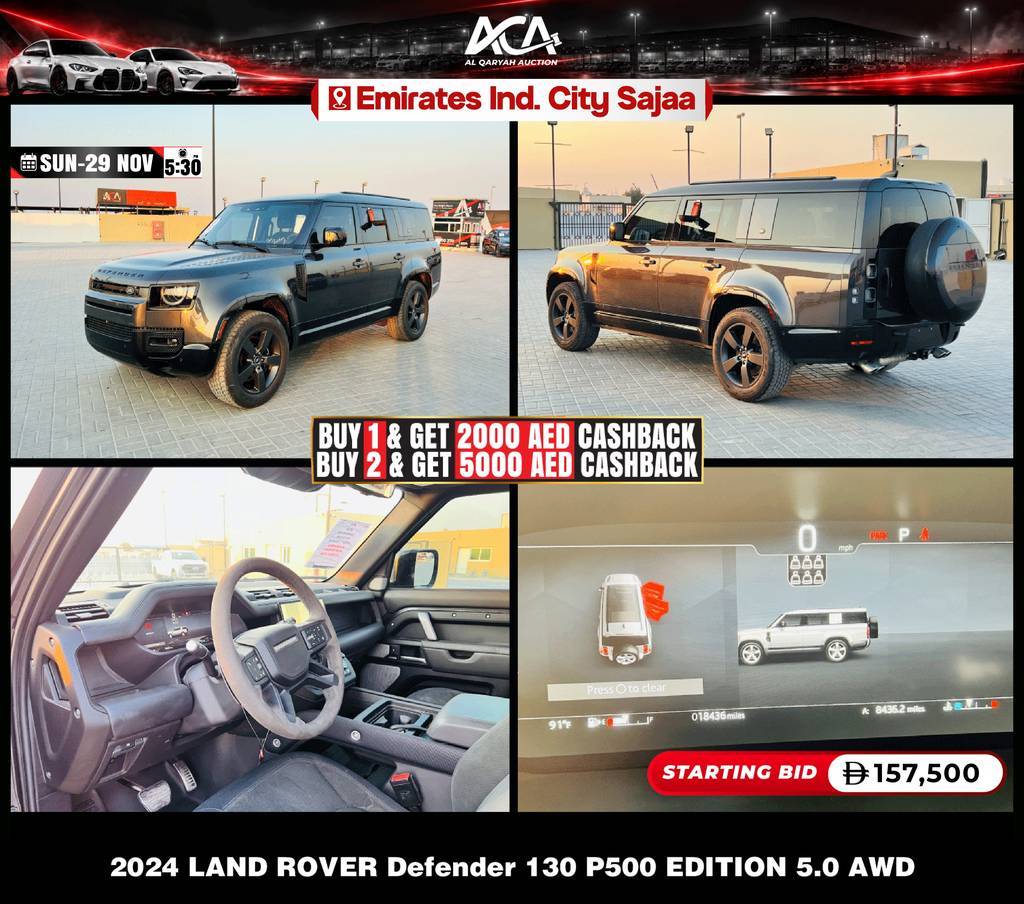 ACA
AL QARYAH AUCTION
Emirates Ind. City Sajaa
SUN-29 NOV 5:30
DEFENDER
BUY 1 & GET 2000 AED CASHBACK
BUY 2 & GET 5000 AED CASHBACK
0 mph
PARK P
Press O to clear
91°F
018436 miles
A: 8436.2 miles
STARTING BID 157,500
2024 LAND ROVER Defender 130 P500 EDITION 5.0 AWD